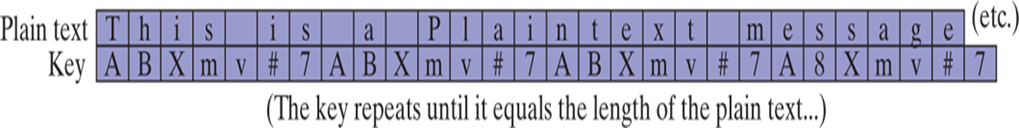 Plain text T h i s i s a P l a i n t e x t m e s s a g e (etc.)
Key A B X m v # 7 A B X m v # 7 A B X m v # 7 A 8 X m v # 7
(The key repeats until it equals the length of the plain text...)